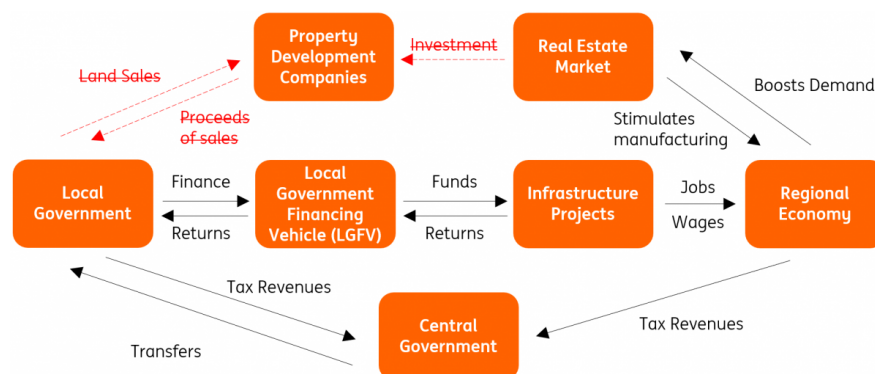 Property
Development
Companies
Investment
Real Estate
Market
Land Sales
Boosts Demand
Proceeds
of sales
Stimulates
manufacturing
Local
Government
Finance
Returns
Local
Government
Financing
Vehicle (LGFV)
Funds
Returns
Infrastructure
Projects
Jobs
Wages
Regional
Economy
Tax Revenues
Transfers
Central
Government
Tax Revenues